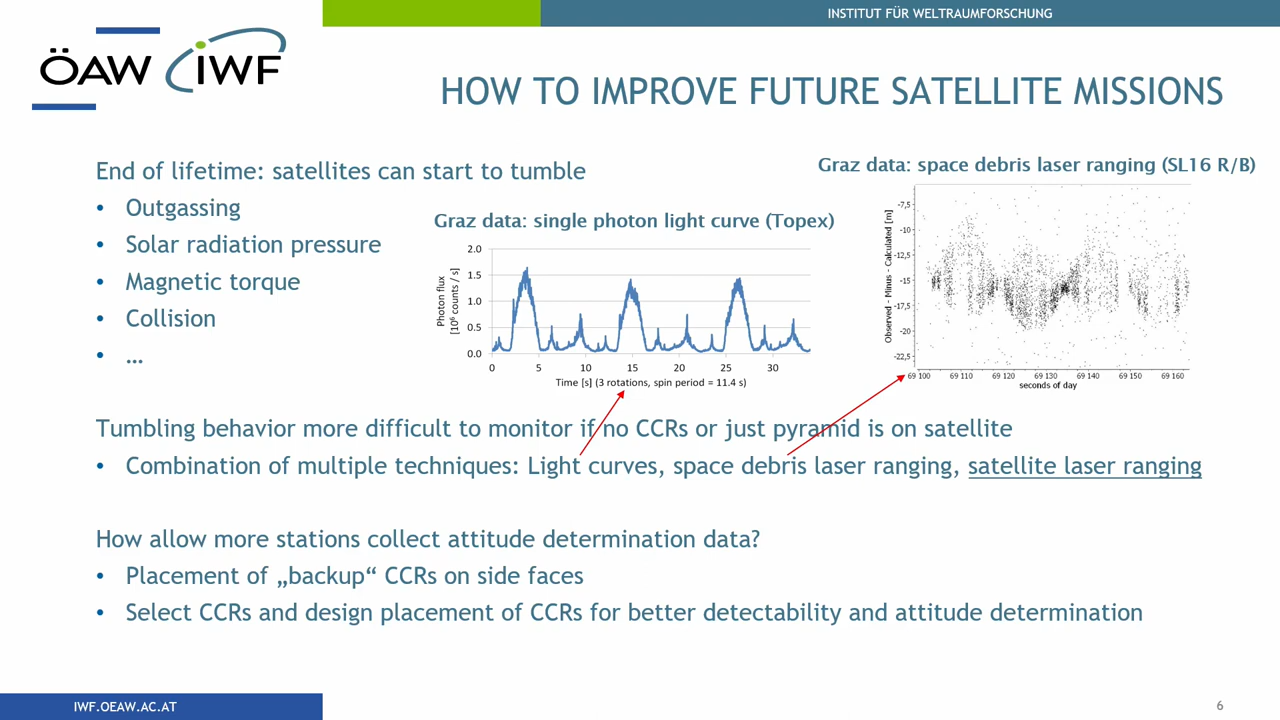 INSTITUT FÜR WELTRAUMFORSCHUNG
ÖAW IWF
HOW TO IMPROVE FUTURE SATELLITE MISSIONS
End of lifetime: satellites can start to tumble
• Outgassing
• Solar radiation pressure
• Magnetic torque
• Collision
• …
Graz data: single photon light curve (Topex)
Photon flux
[10⁶ counts / s]
2.0
1.5
1.0
0.5
0.0
0 5 10 15 20 25 30
Time [s] (3 rotations, spin period = 11.4 s)
Graz data: space debris laser ranging (SL16 R/B)
Observed - Minus - Calculated [m]
-7,5
-10
-12,5
-15
-17,5
-20
-22,5
69 100 69 110 69 120 69 130 69 140 69 150 69 160
seconds of day
Tumbling behavior more difficult to monitor if no CCRs or just pyramid is on satellite
• Combination of multiple techniques: Light curves, space debris laser ranging, satellite laser ranging
How allow more stations collect attitude determination data?
• Placement of „backup“ CCRs on side faces
• Select CCRs and design placement of CCRs for better detectability and attitude determination
IWF.OEAW.AC.AT
6